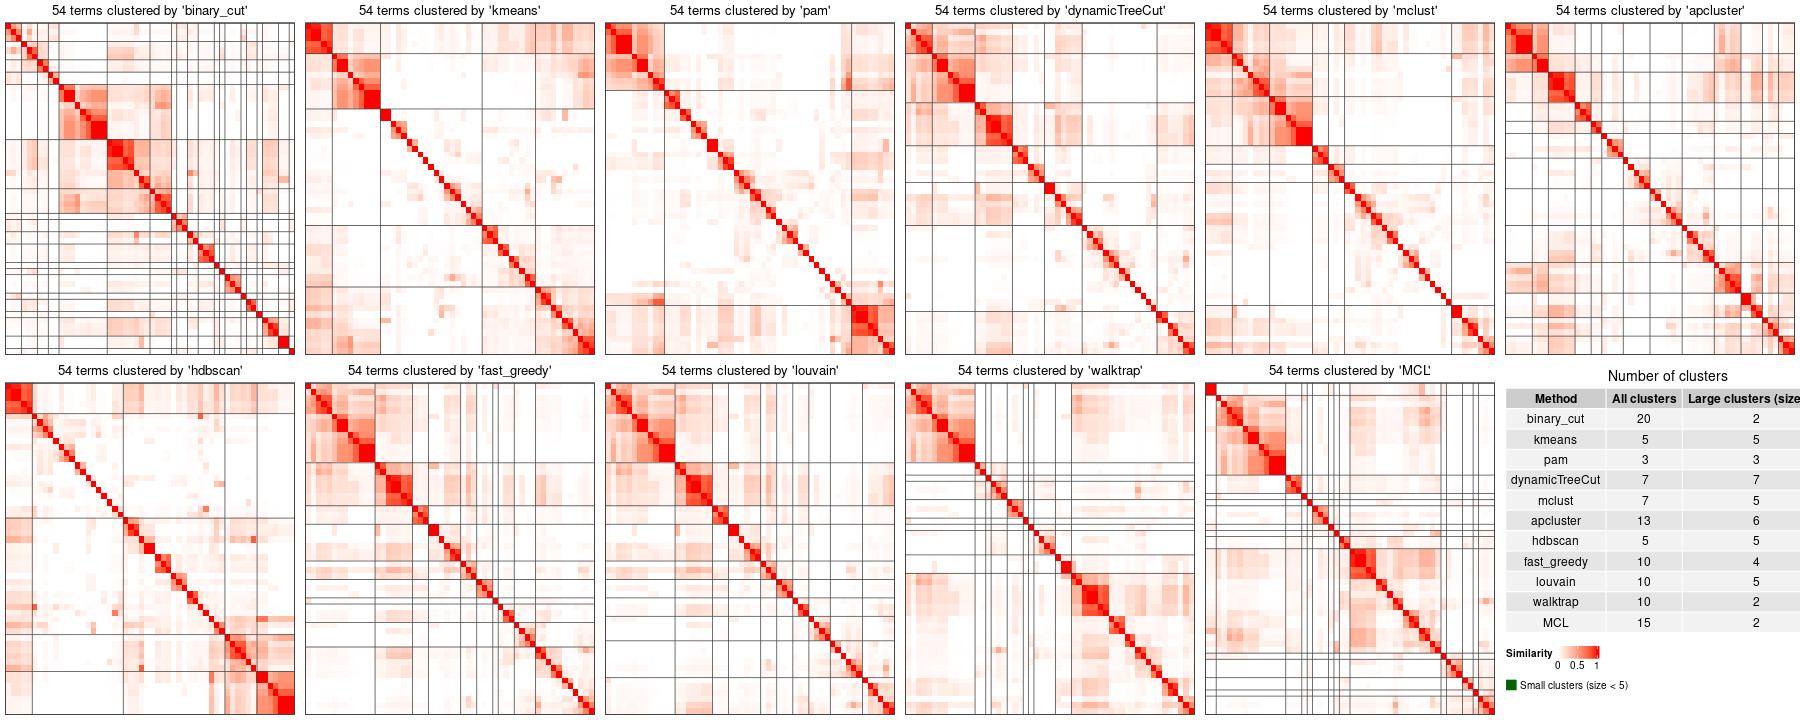 54 terms clustered by 'binary_cut'
54 terms clustered by 'kmeans'
54 terms clustered by 'pam'
54 terms clustered by 'dynamicTreeCut'
54 terms clustered by 'mclust'
54 terms clustered by 'apcluster'
54 terms clustered by 'hdbscan'
54 terms clustered by 'fast_greedy'
54 terms clustered by 'louvain'
54 terms clustered by 'walktrap'
54 terms clustered by 'MCL'
Number of clusters
Method All clusters Large clusters (size
binary_cut 20 2
kmeans 5 5
pam 3 3
dynamicTreeCut 7 7
mclust 7 5
apcluster 13 6
hdbscan 5 5
fast_greedy 10 4
louvain 10 5
walktrap 10 2
MCL 15 2
Similarity
0 0.5 1
Small clusters (size < 5)